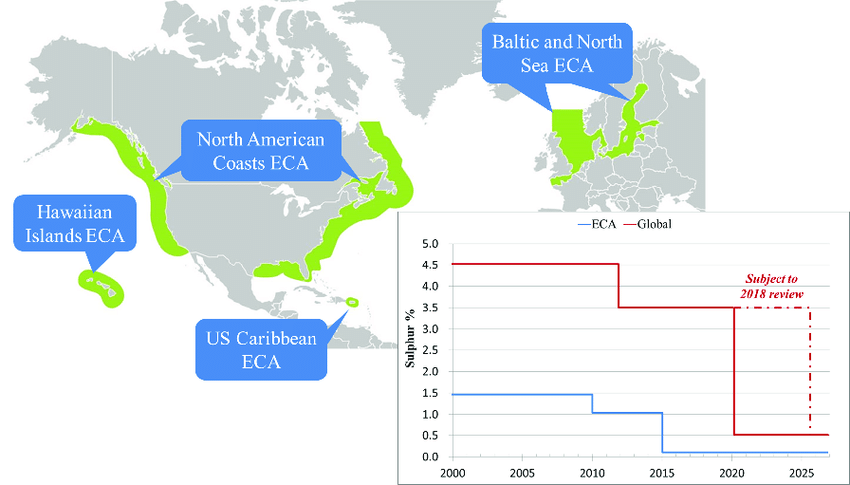 Baltic and North
Sea ECA
North American
Coasts ECA
Hawaiian
Islands ECA
US Caribbean
ECA
ECA Global
5.0
4.5
4.0
3.5
3.0
2.5
2.0
1.5
1.0
0.5
0.0
Sulphur %
Subject to
2018 review
2000 2005 2010 2015 2020 2025